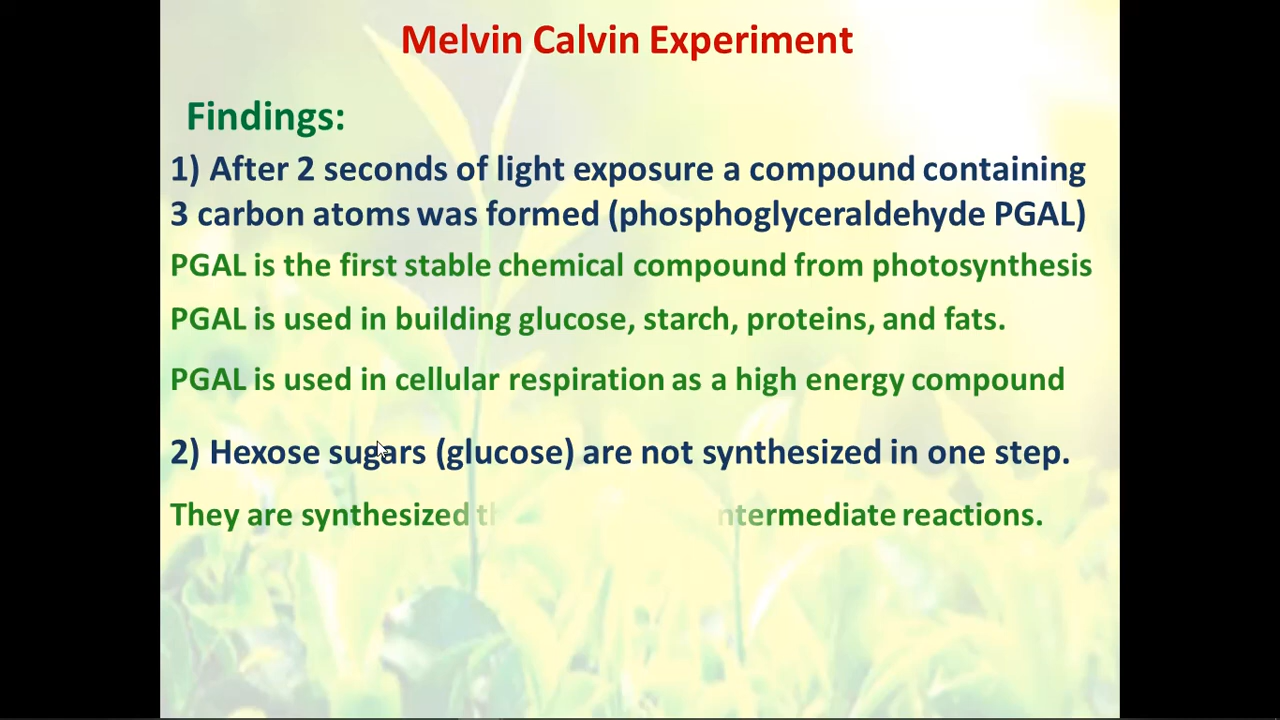 Melvin Calvin Experiment
Findings:
1) After 2 seconds of light exposure a compound containing
3 carbon atoms was formed (phosphoglyceraldehyde PGAL)
PGAL is the first stable chemical compound from photosynthesis
PGAL is used in building glucose, starch, proteins, and fats.
PGAL is used in cellular respiration as a high energy compound
2) Hexose sugars (glucose) are not synthesized in one step.
They are synthesized reactions.